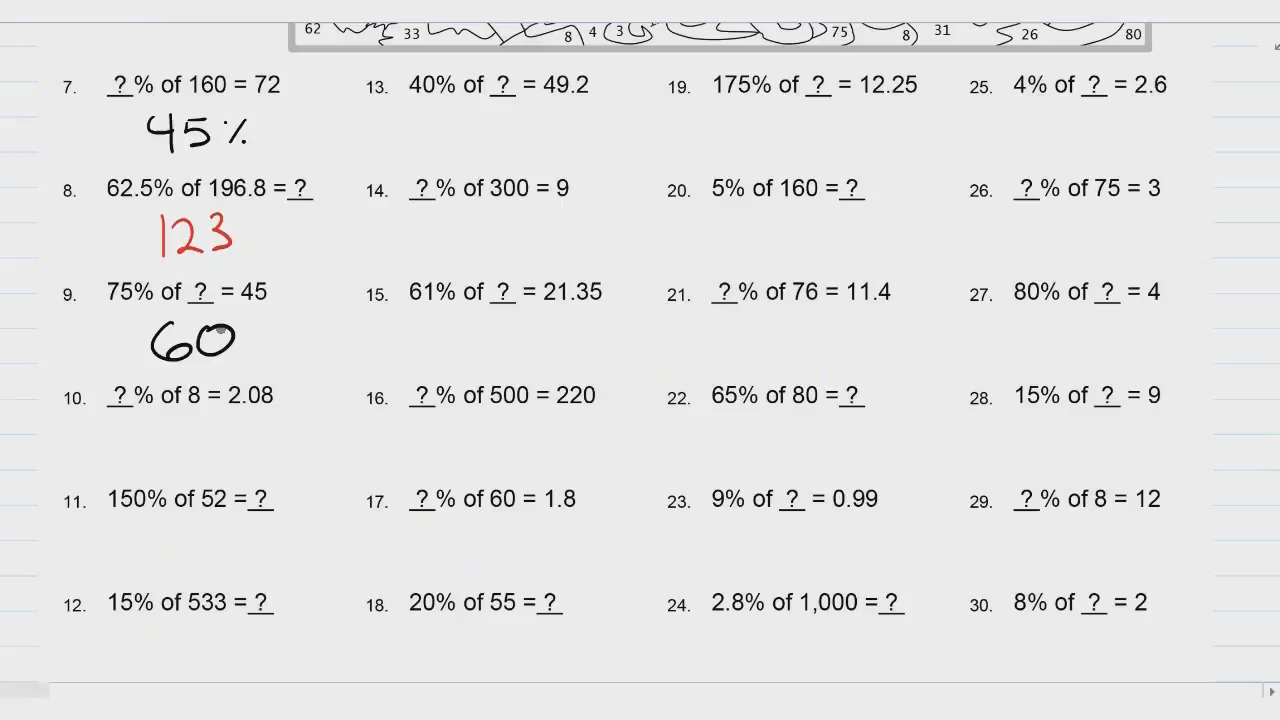 62 33 8 4 3 75 8 31 26 80
7. ?% of 160 = 72
45%
8. 62.5% of 196.8 = ?
123
9. 75% of ? = 45
60
10. ?% of 8 = 2.08
11. 150% of 52 = ?
12. 15% of 533 = ?
13. 40% of ? = 49.2
14. ?% of 300 = 9
15. 61% of ? = 21.35
16. ?% of 500 = 220
17. ?% of 60 = 1.8
18. 20% of 55 = ?
19. 175% of ? = 12.25
20. 5% of 160 = ?
21. ?% of 76 = 11.4
22. 65% of 80 = ?
23. 9% of ? = 0.99
24. 2.8% of 1,000 = ?
25. 4% of ? = 2.6
26. ?% of 75 = 3
27. 80% of ? = 4
28. 15% of ? = 9
29. ?% of 8 = 12
30. 8% of ? = 2